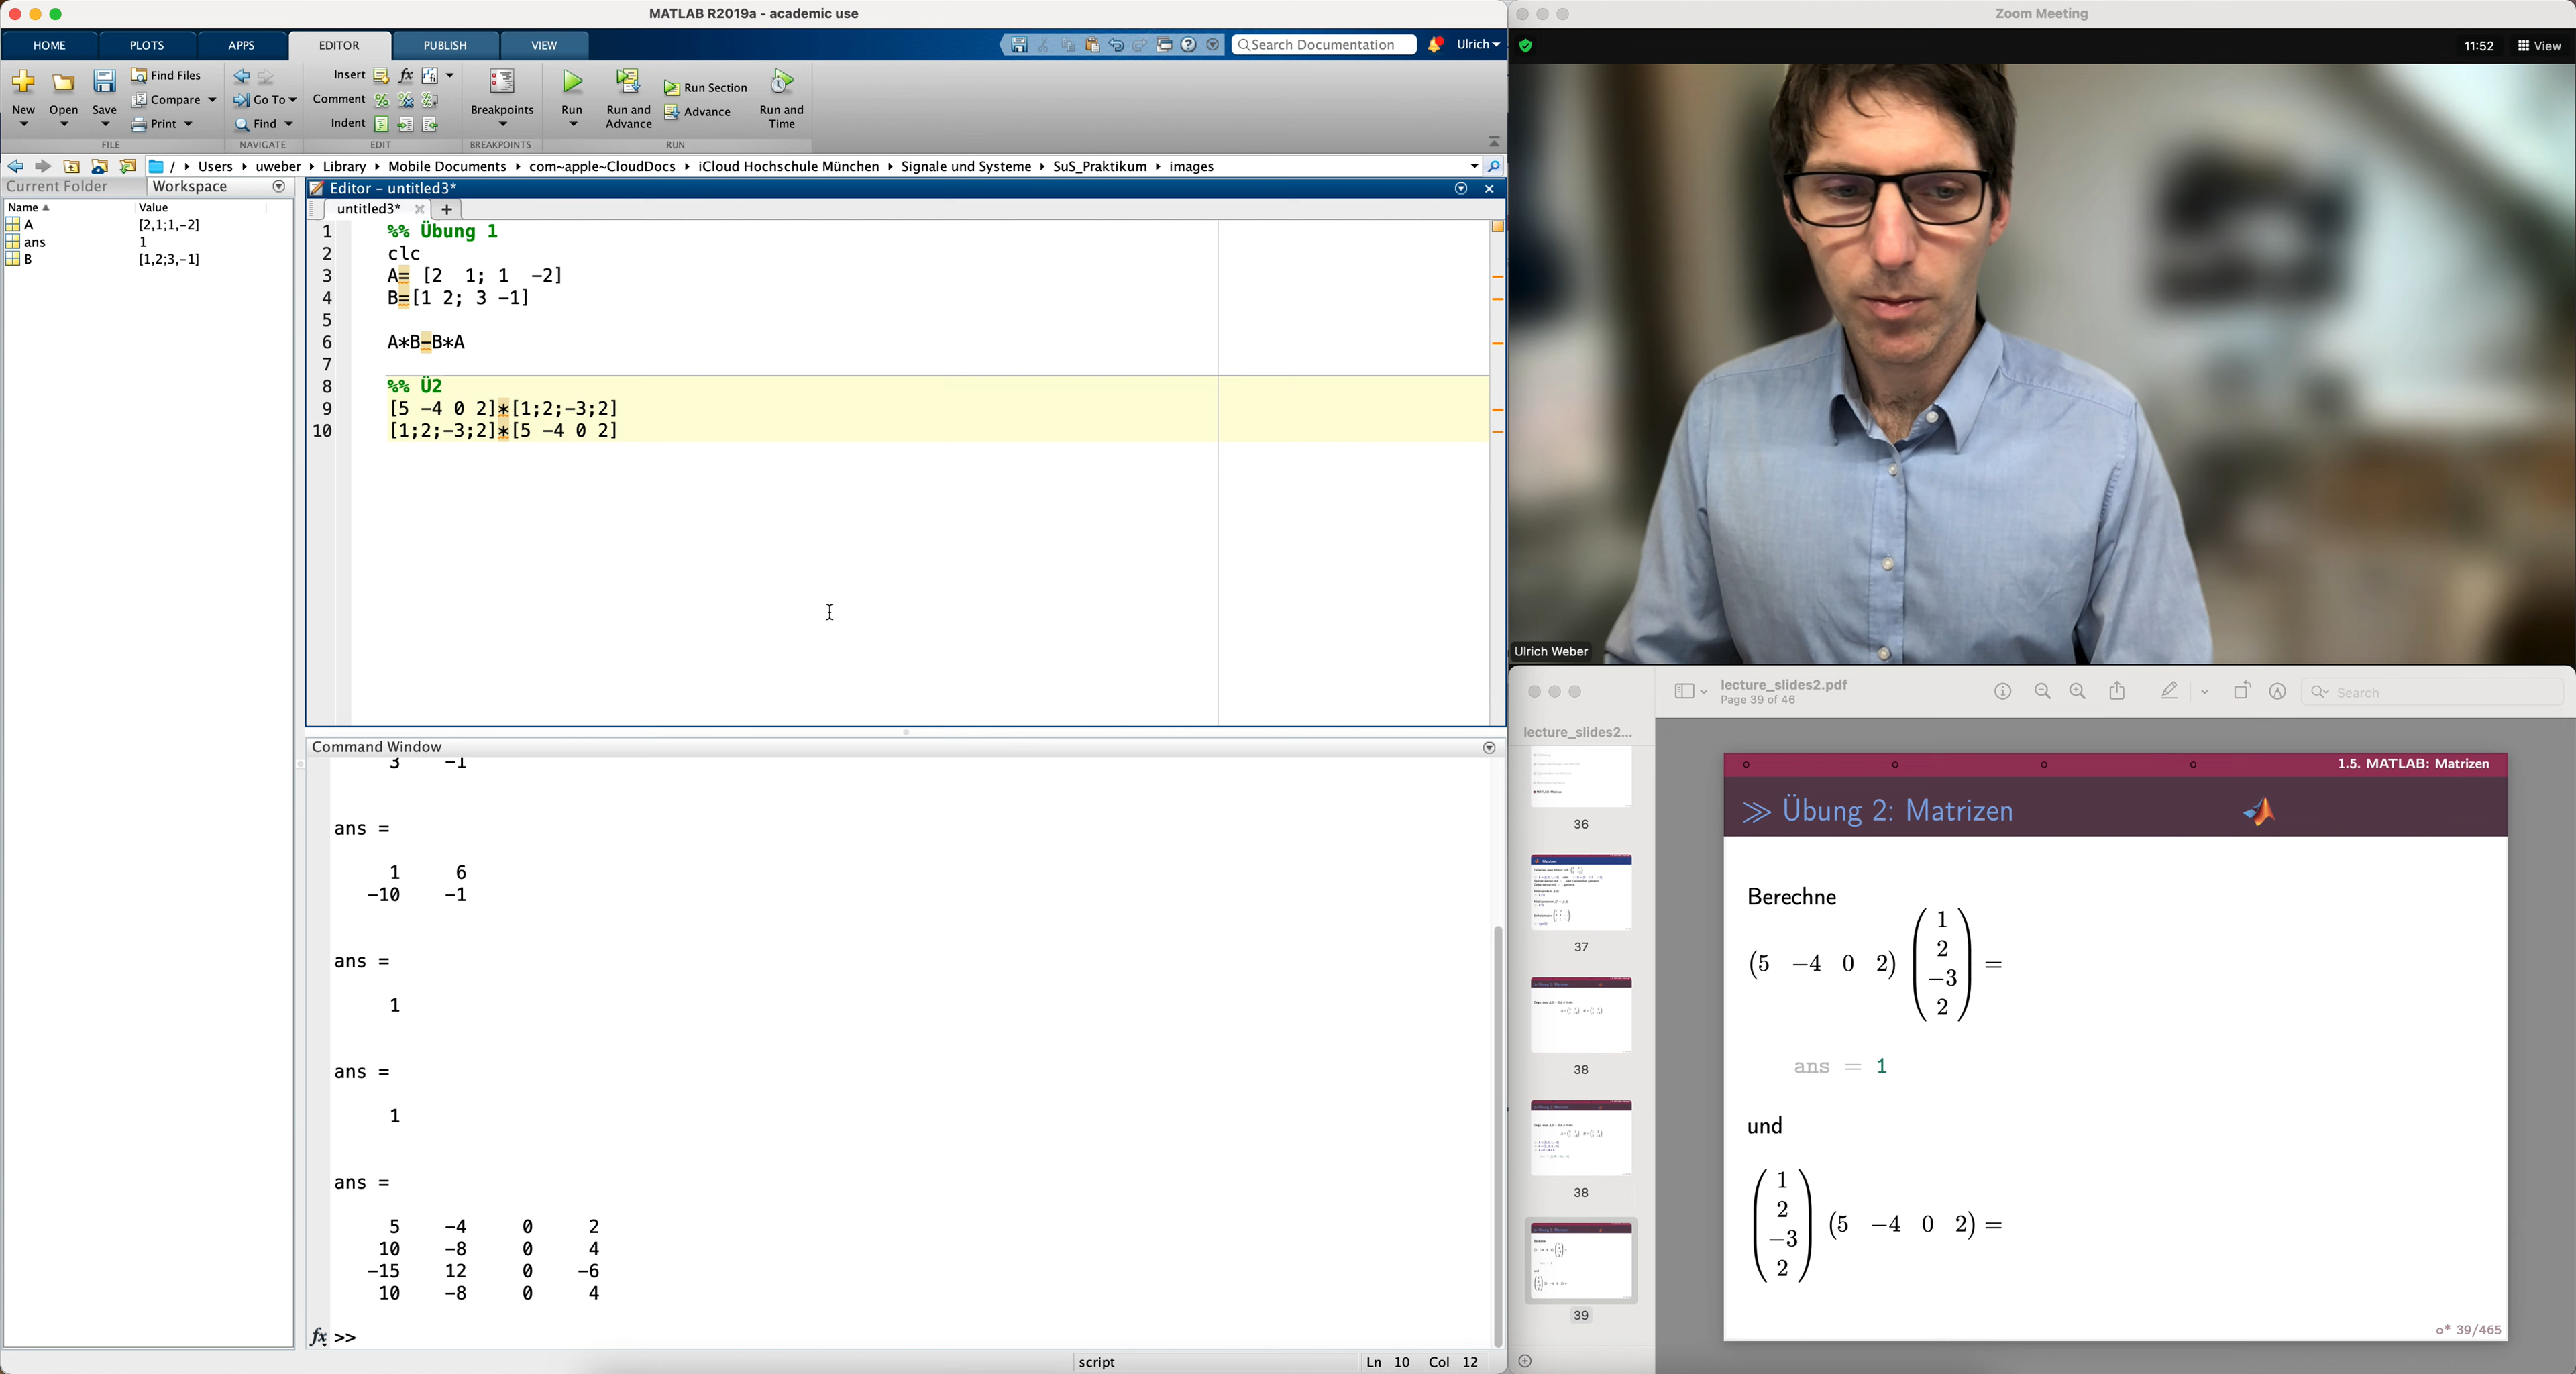 MATLAB R2019a - academic use
HOME PLOTS APPS EDITOR PUBLISH VIEW
Search Documentation
Ulrich
New Open Save
Find Files
Compare
Print
FILE
Go To
Find
NAVIGATE
Insert fx
Comment
Indent
EDIT
Breakpoints
BREAKPOINTS
Run
Run and Advance
Run Section
Advance
Run and Time
RUN
/ Users uweber Library Mobile Documents com~apple~CloudDocs iCloud Hochschule München Signale und Systeme SuS_Praktikum images
Current Folder Workspace
Name Value
A [2,1;1,-2]
ans 1
B [1,2;3,-1]
Editor - untitled3*
untitled3* +
1 %% Übung 1
2 clc
3 A= [2 1; 1 -2]
4 B=[1 2; 3 -1]
5
6 A*B-B*A
7
8 %% Ü2
9 [5 -4 0 2]*[1;2;-3;2]
10 [1;2;-3;2]*[5 -4 0 2]
Command Window
3 -1
ans =
1 6
-10 -1
ans =
1
ans =
1
ans =
5 -4 0 2
10 -8 0 4
-15 12 0 -6
10 -8 0 4
fx >>
script Ln 10 Col 12
Zoom Meeting
11:52 View
Ulrich Weber
lecture_slides2.pdf
Page 39 of 46
Search
lecture_slides2...
36
37
38
38
39
1.5. MATLAB: Matrizen
≫ Übung 2: Matrizen
Berechne
(5 −4 0 2) (1 2 −3 2) =
ans = 1
und
(1 2 −3 2) (5 −4 0 2) =
o* 39/465